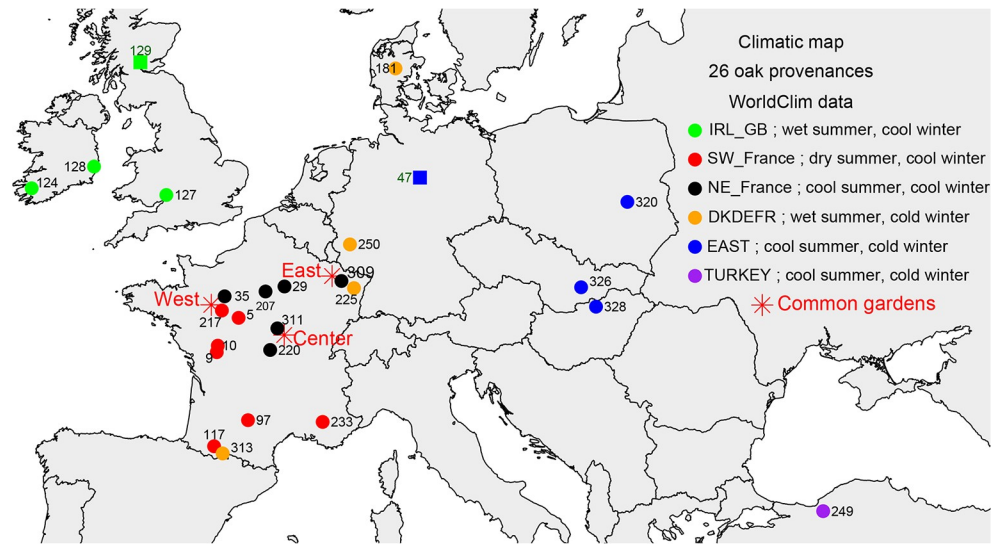 Climatic map
26 oak provenances
WorldClim data
IRL_GB ; wet summer, cool winter
SW_France ; dry summer, cool winter
NE_France ; cool summer, cool winter
DKDEFR ; wet summer, cold winter
EAST ; cool summer, cold winter
TURKEY ; cool summer, cold winter
Common gardens
129
181
128
124
127
47
320
250
East
309
225
29
207
35
West
217
5
311
Center
220
10
9
326
328
97
233
117
313
249